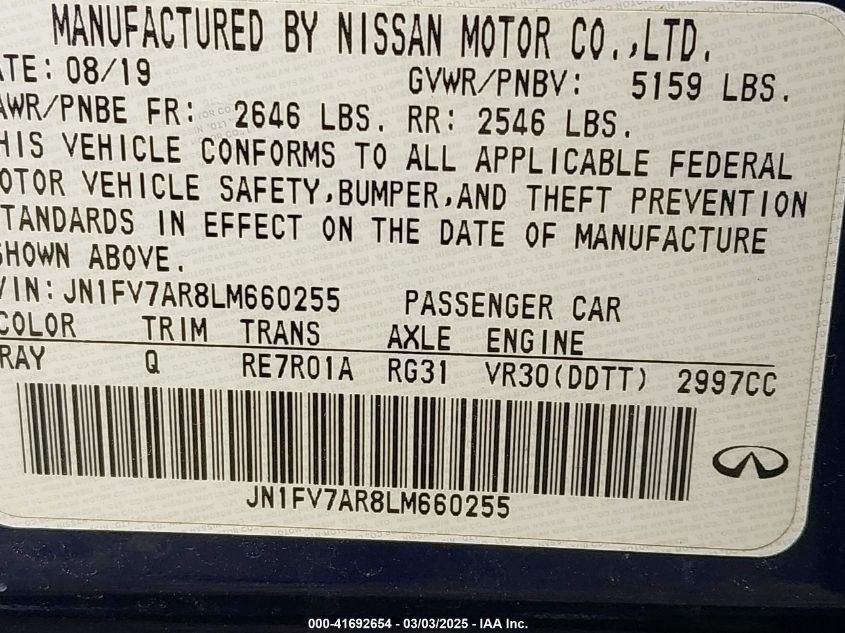 MANUFACTURED BY NISSAN MOTOR CO.,LTD.
ATE: 08/19 GVWR/PNBV: 5159 LBS.
AWR/PNBE FR: 2646 LBS. RR: 2546 LBS.
HIS VEHICLE CONFORMS TO ALL APPLICABLE FEDERAL
OTOR VEHICLE SAFETY,BUMPER,AND THEFT PREVENTION
TANDARDS IN EFFECT ON THE DATE OF MANUFACTURE
SHOWN ABOVE.
VIN: JN1FV7AR8LM660255 PASSENGER CAR
COLOR TRIM TRANS AXLE ENGINE
RAY Q RE7R01A RG31 VR30(DDTT) 2997CC
JN1FV7AR8LM660255
000-41692654 / 03/03/2025 - IAA Inc.